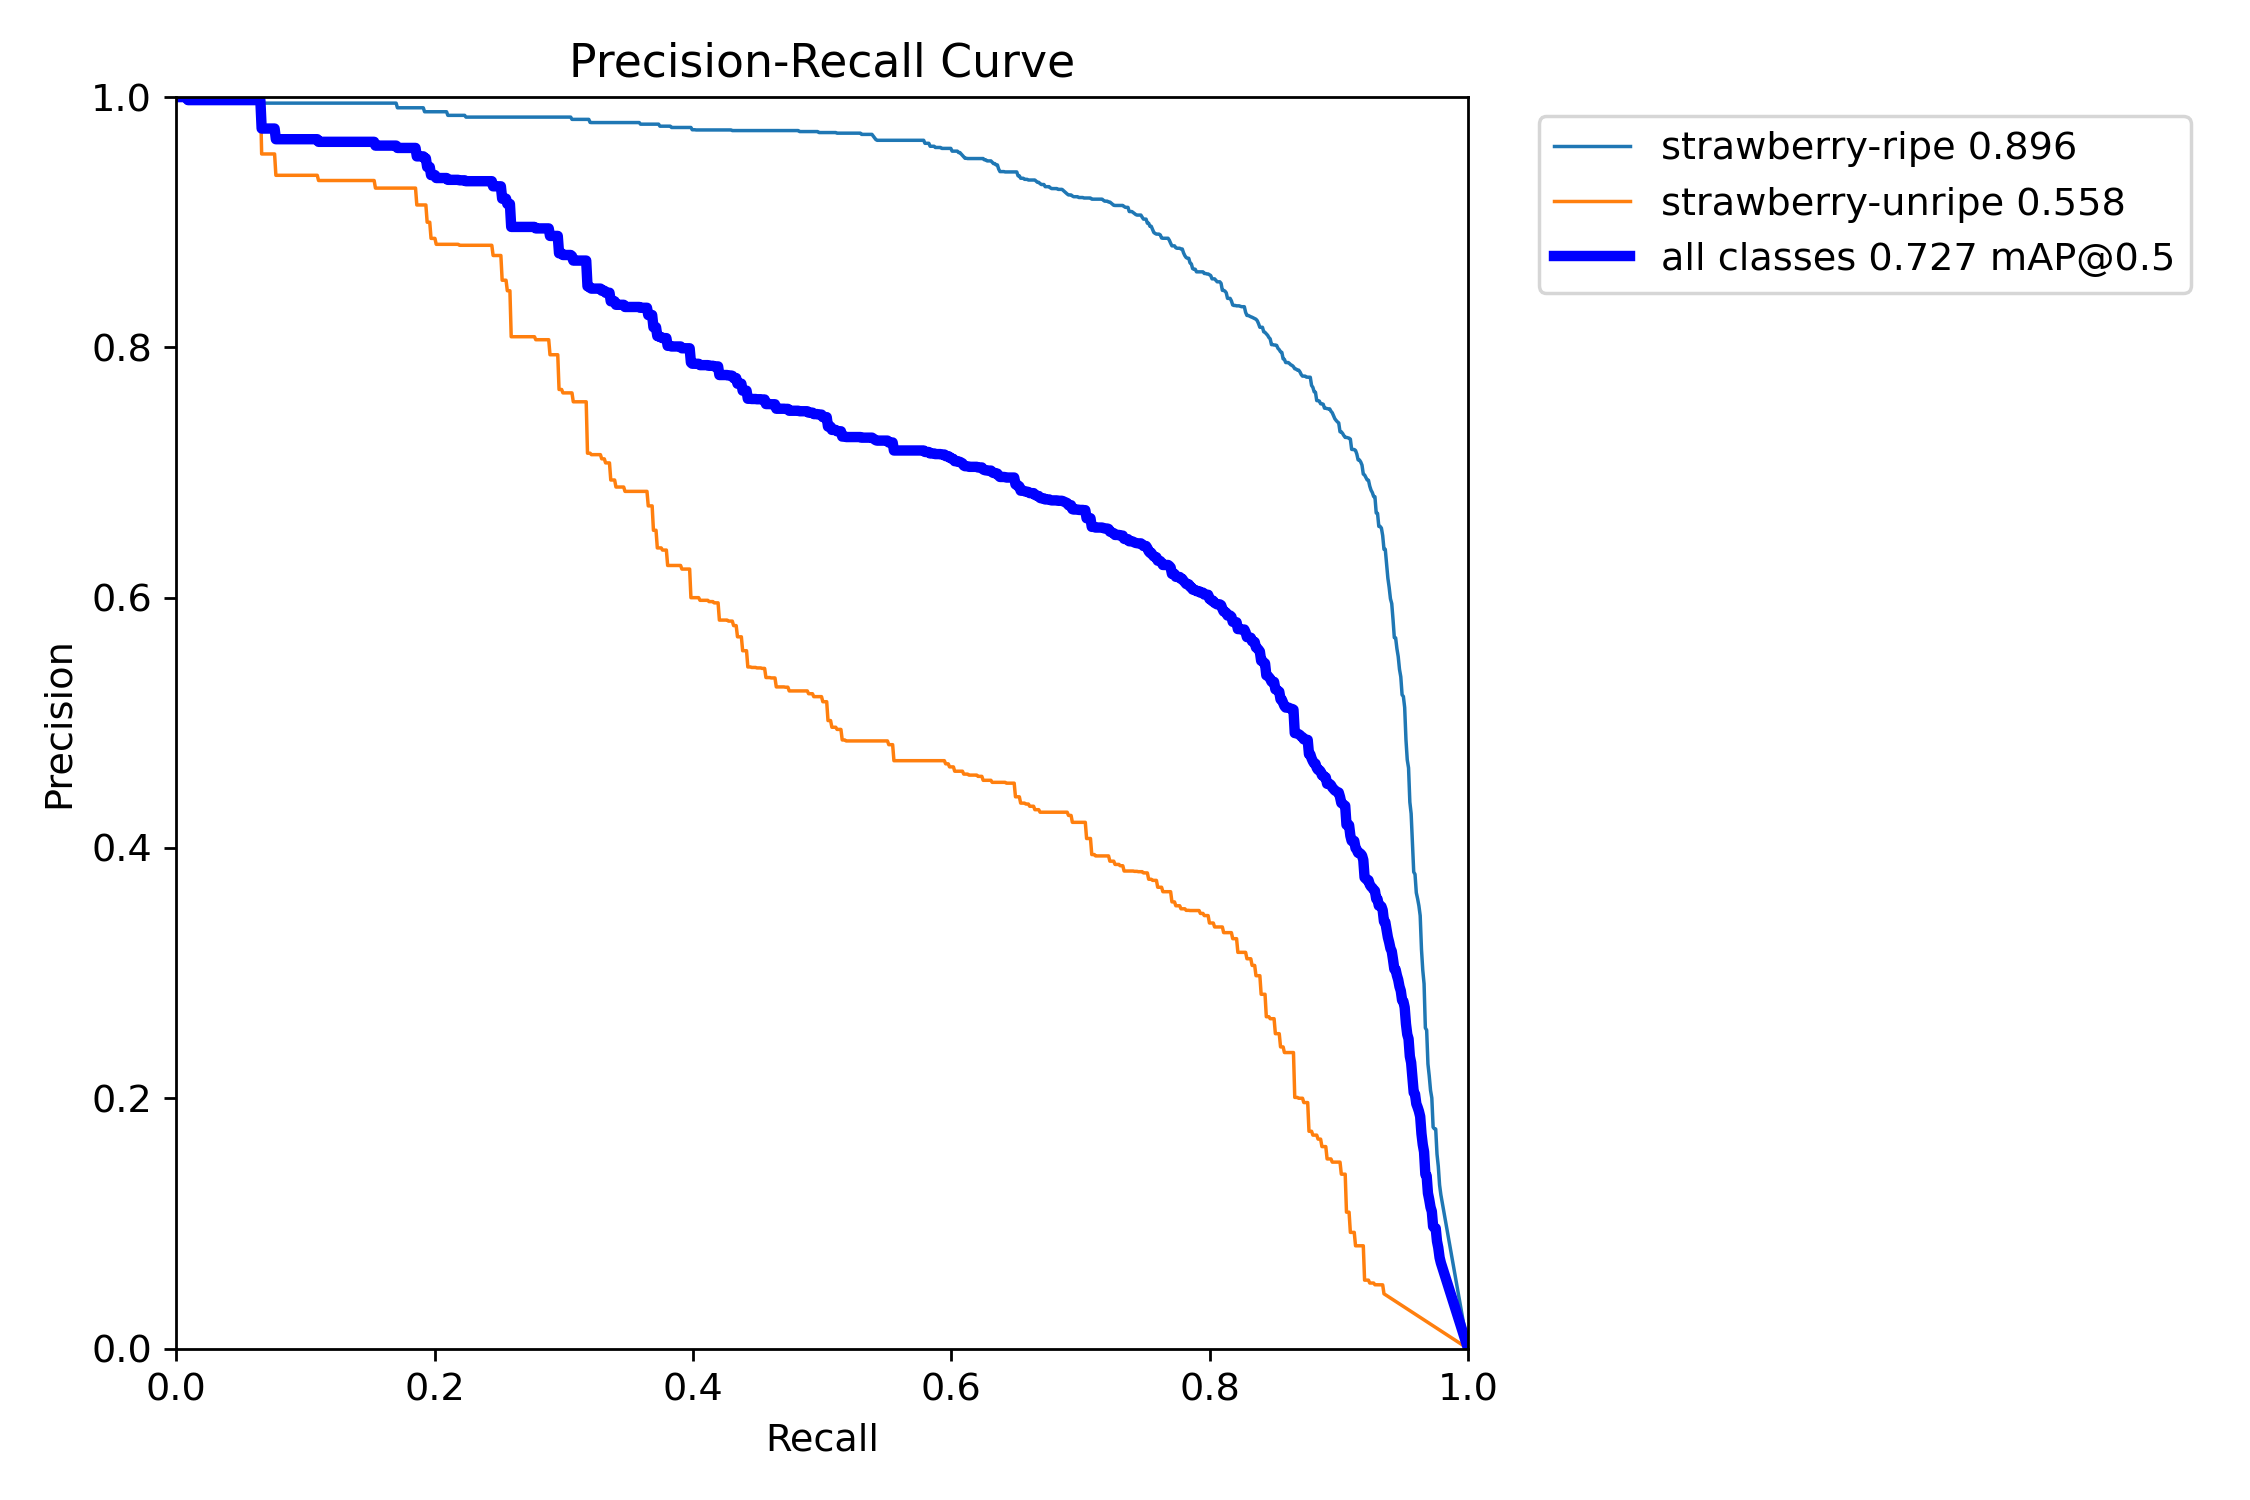 Precision-Recall Curve
strawberry-ripe 0.896
strawberry-unripe 0.558
all classes 0.727 mAP@0.5
Precision
1.0
0.8
0.6
0.4
0.2
0.0
0.0 0.2 0.4 0.6 0.8 1.0
Recall